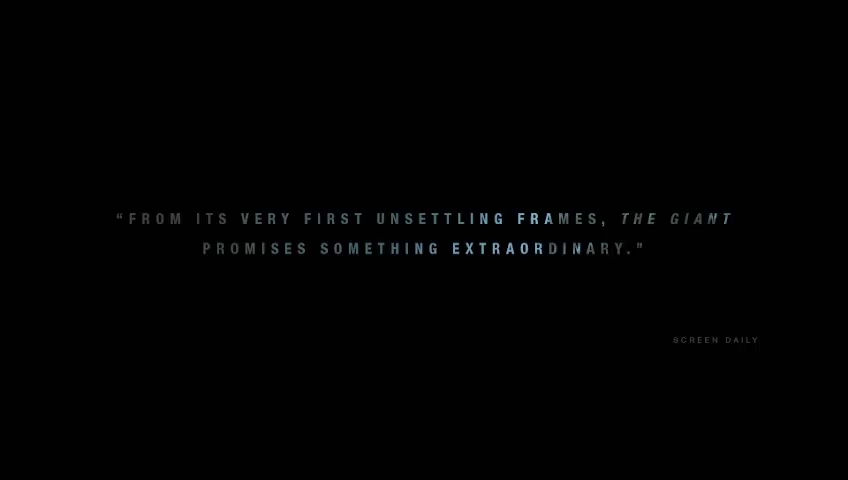 “FROM ITS VERY FIRST UNSETTLING FRAMES, THE GIANT
PROMISES SOMETHING EXTRAORDINARY.”
SCREEN DAILY